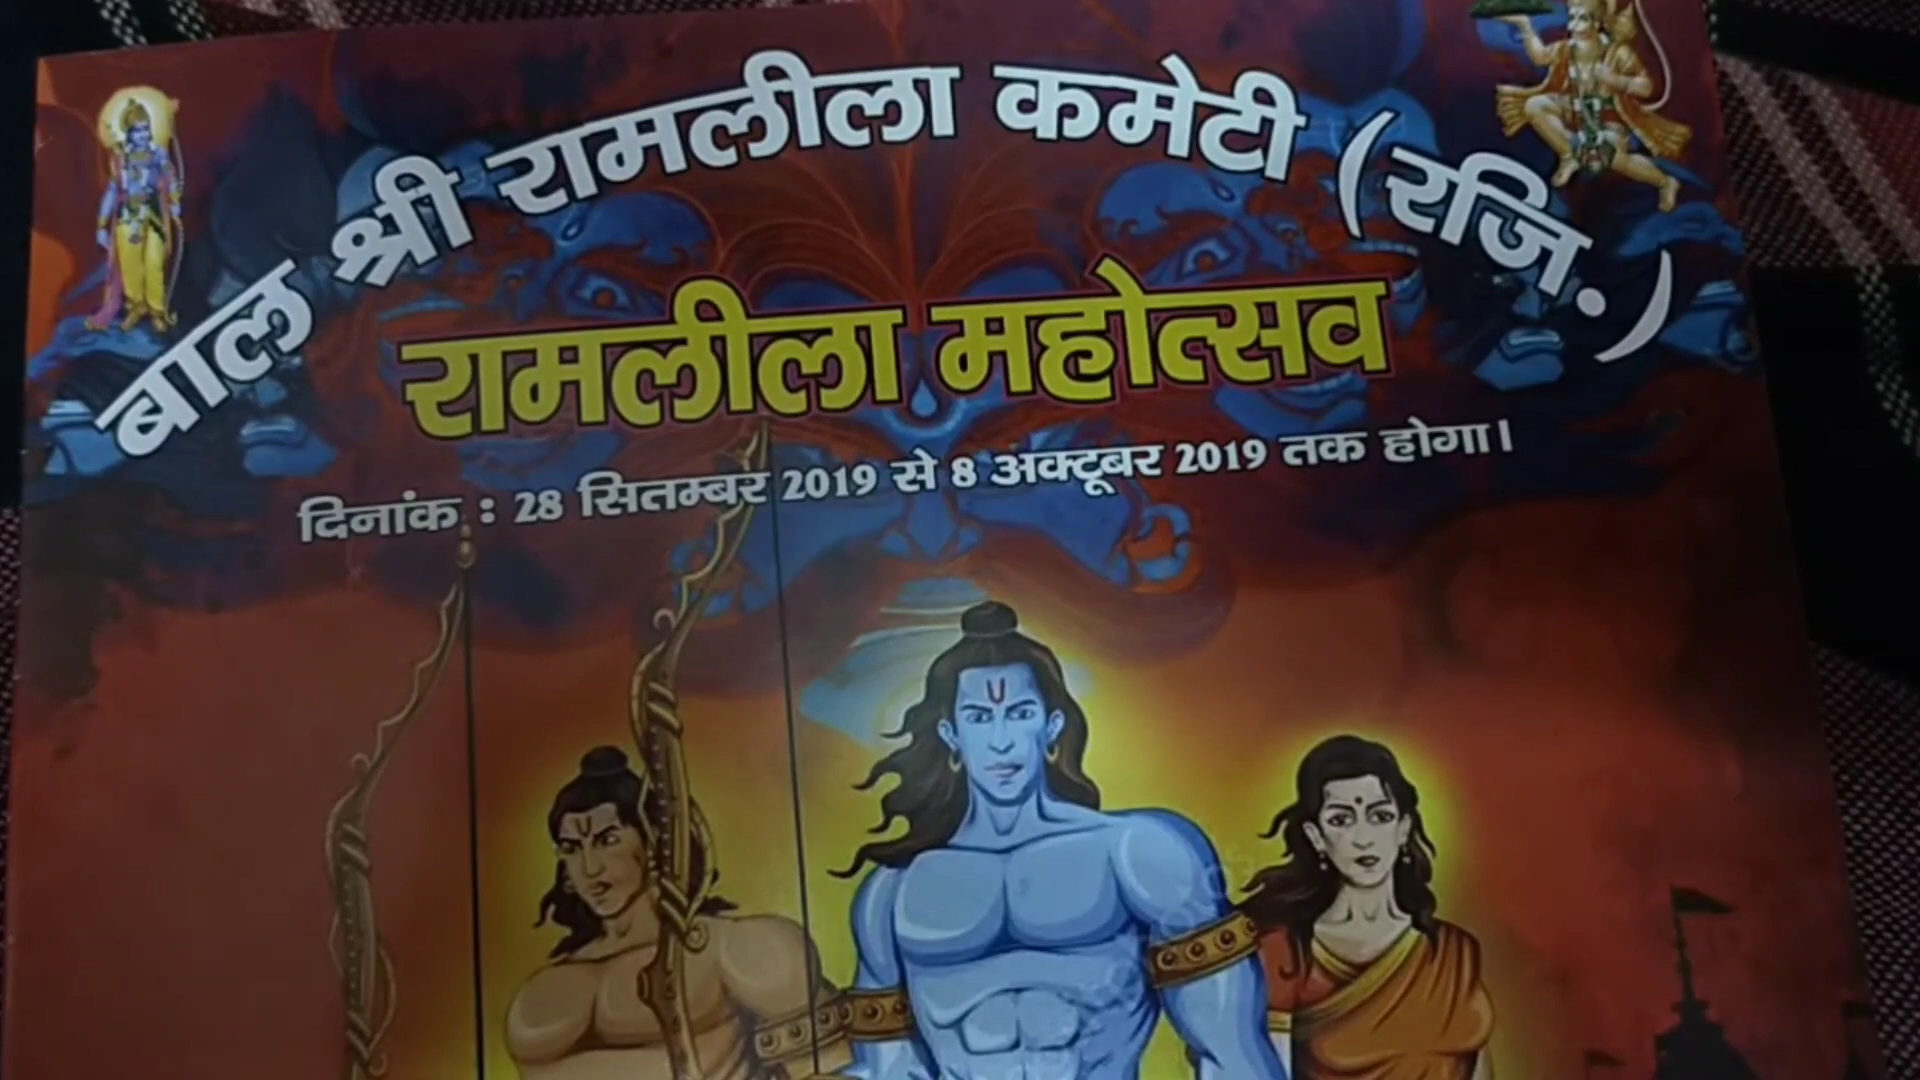 बाल श्री रामलीला कमेटी (रजि.)
रामलीला महोत्सव
दिनांक : 28 सितम्बर 2019 से 8 अक्टूबर 2019 तक होगा।